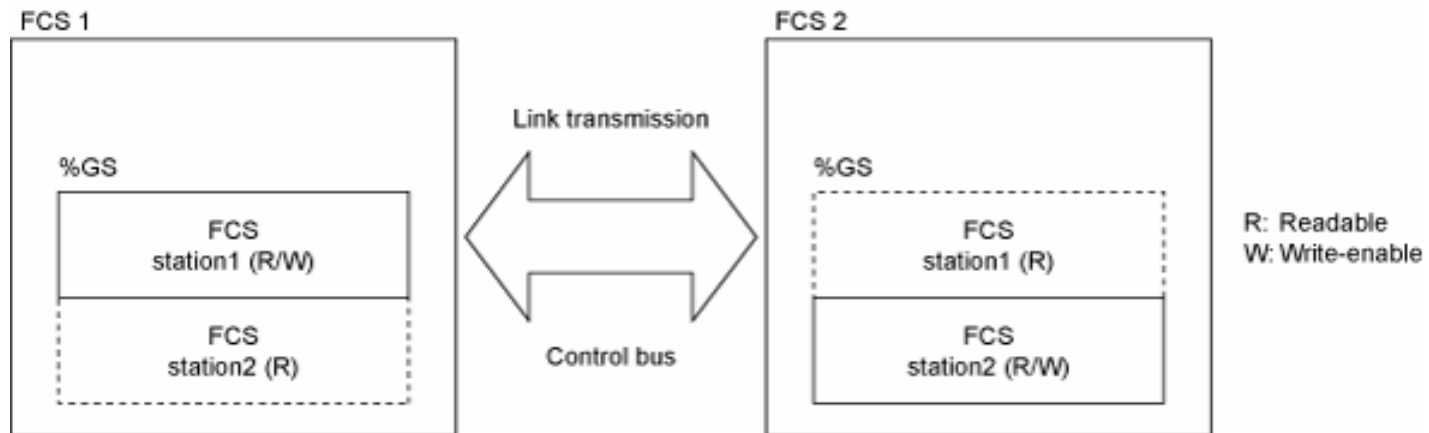 FCS 1
%GS
FCS
station1 (R/W)
FCS
station2 (R)
Link transmission
Control bus
FCS 2
%GS
FCS
station1 (R)
FCS
station2 (R/W)
R: Readable
W: Write-enable